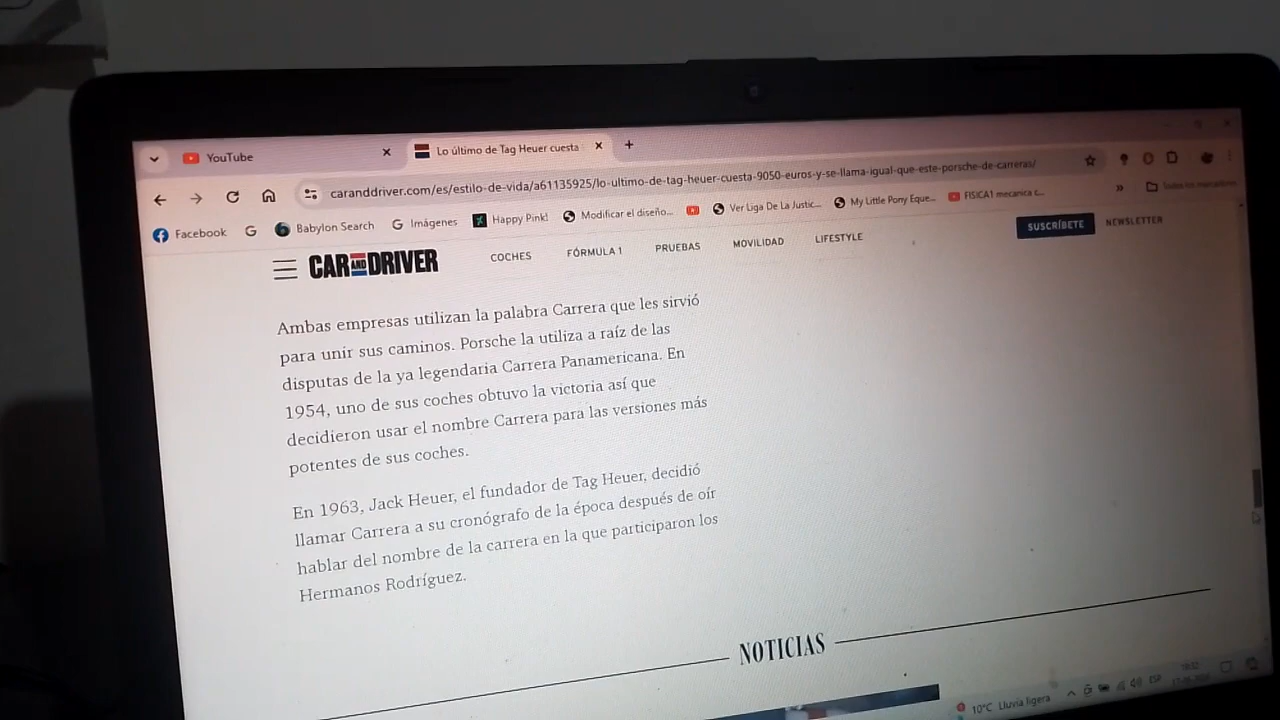 YouTube
Lo último de Tag Heuer cuesta
caranddriver.com/es/estilo-de-vida/a61135925/lo-ultimo-de-tag-heuer-cuesta-9050-euros-y-se-llama-igual-que-este-porsche-de-carreras/
Facebook
Babylon Search
Imágenes
Happy Pink!
Modificar el diseño...
Ver Liga De La Justic...
My Little Pony Eque...
FISICA1 mecanica c...
Todos los marcadores
CAR AND DRIVER
COCHES
FÓRMULA 1
PRUEBAS
MOVILIDAD
LIFESTYLE
SUSCRÍBETE
NEWSLETTER
Ambas empresas utilizan la palabra Carrera que les sirvió
para unir sus caminos. Porsche la utiliza a raíz de las
disputas de la ya legendaria Carrera Panamericana. En
1954, uno de sus coches obtuvo la victoria así que
decidieron usar el nombre Carrera para las versiones más
potentes de sus coches.
En 1963, Jack Heuer, el fundador de Tag Heuer, decidió
llamar Carrera a su cronógrafo de la época después de oír
hablar del nombre de la carrera en la que participaron los
Hermanos Rodríguez.
NOTICIAS
10°C Lluvia ligera
ESP